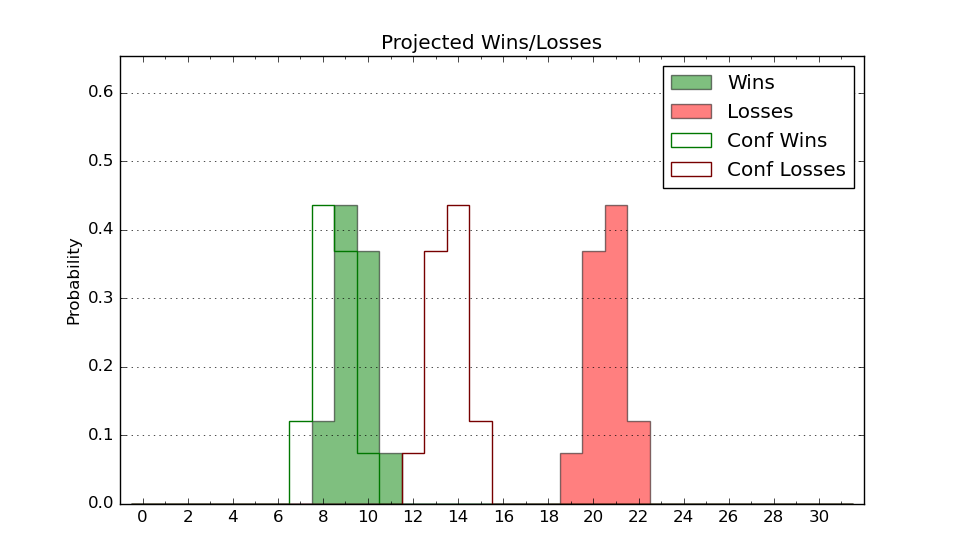 Projected Wins/Losses
Wins
Losses
Conf Wins
Conf Losses
Probability
0.6
0.5
0.4
0.3
0.2
0.1
0.0
0 2 4 6 8 10 12 14 16 18 20 22 24 26 28 30